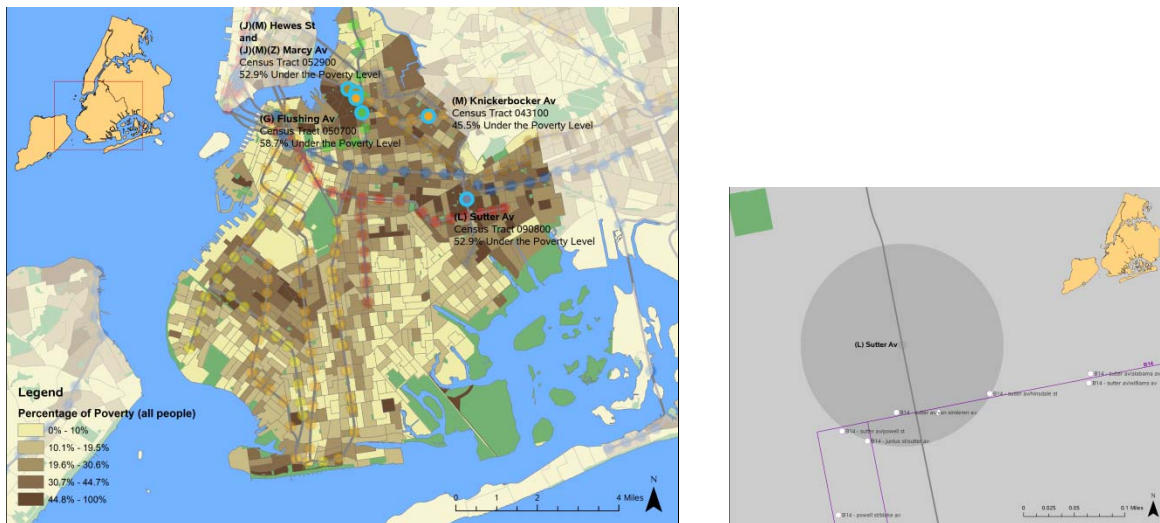 (J)(M) Hewes St
and
(J)(M)(Z) Marcy Av
Census Tract 052900
52.9% Under the Poverty Level
(M) Knickerbocker Av
Census Tract 043100
45.5% Under the Poverty Level
(G) Flushing Av
Census Tract 050700
58.7% Under the Poverty Level
(L) Sutter Av
Census Tract 090800
52.9% Under the Poverty Level
Legend
Percentage of Poverty (all people)
0% - 10%
10.1% - 19.5%
19.6% - 30.6%
30.7% - 44.7%
44.8% - 100%
0 1 2 4 Miles
N
(L) Sutter Av
B14
B14 - sutter av/alabama av
B14 - sutter av/williams av
B14 - sutter av/hinsdale st
B14 - sutter av/van sinderen av
B14 - sutter av/powell st
B14 - junius st/sutter av
B14 - powell st/blake av
0 0.025 0.05 0.1 Miles
N